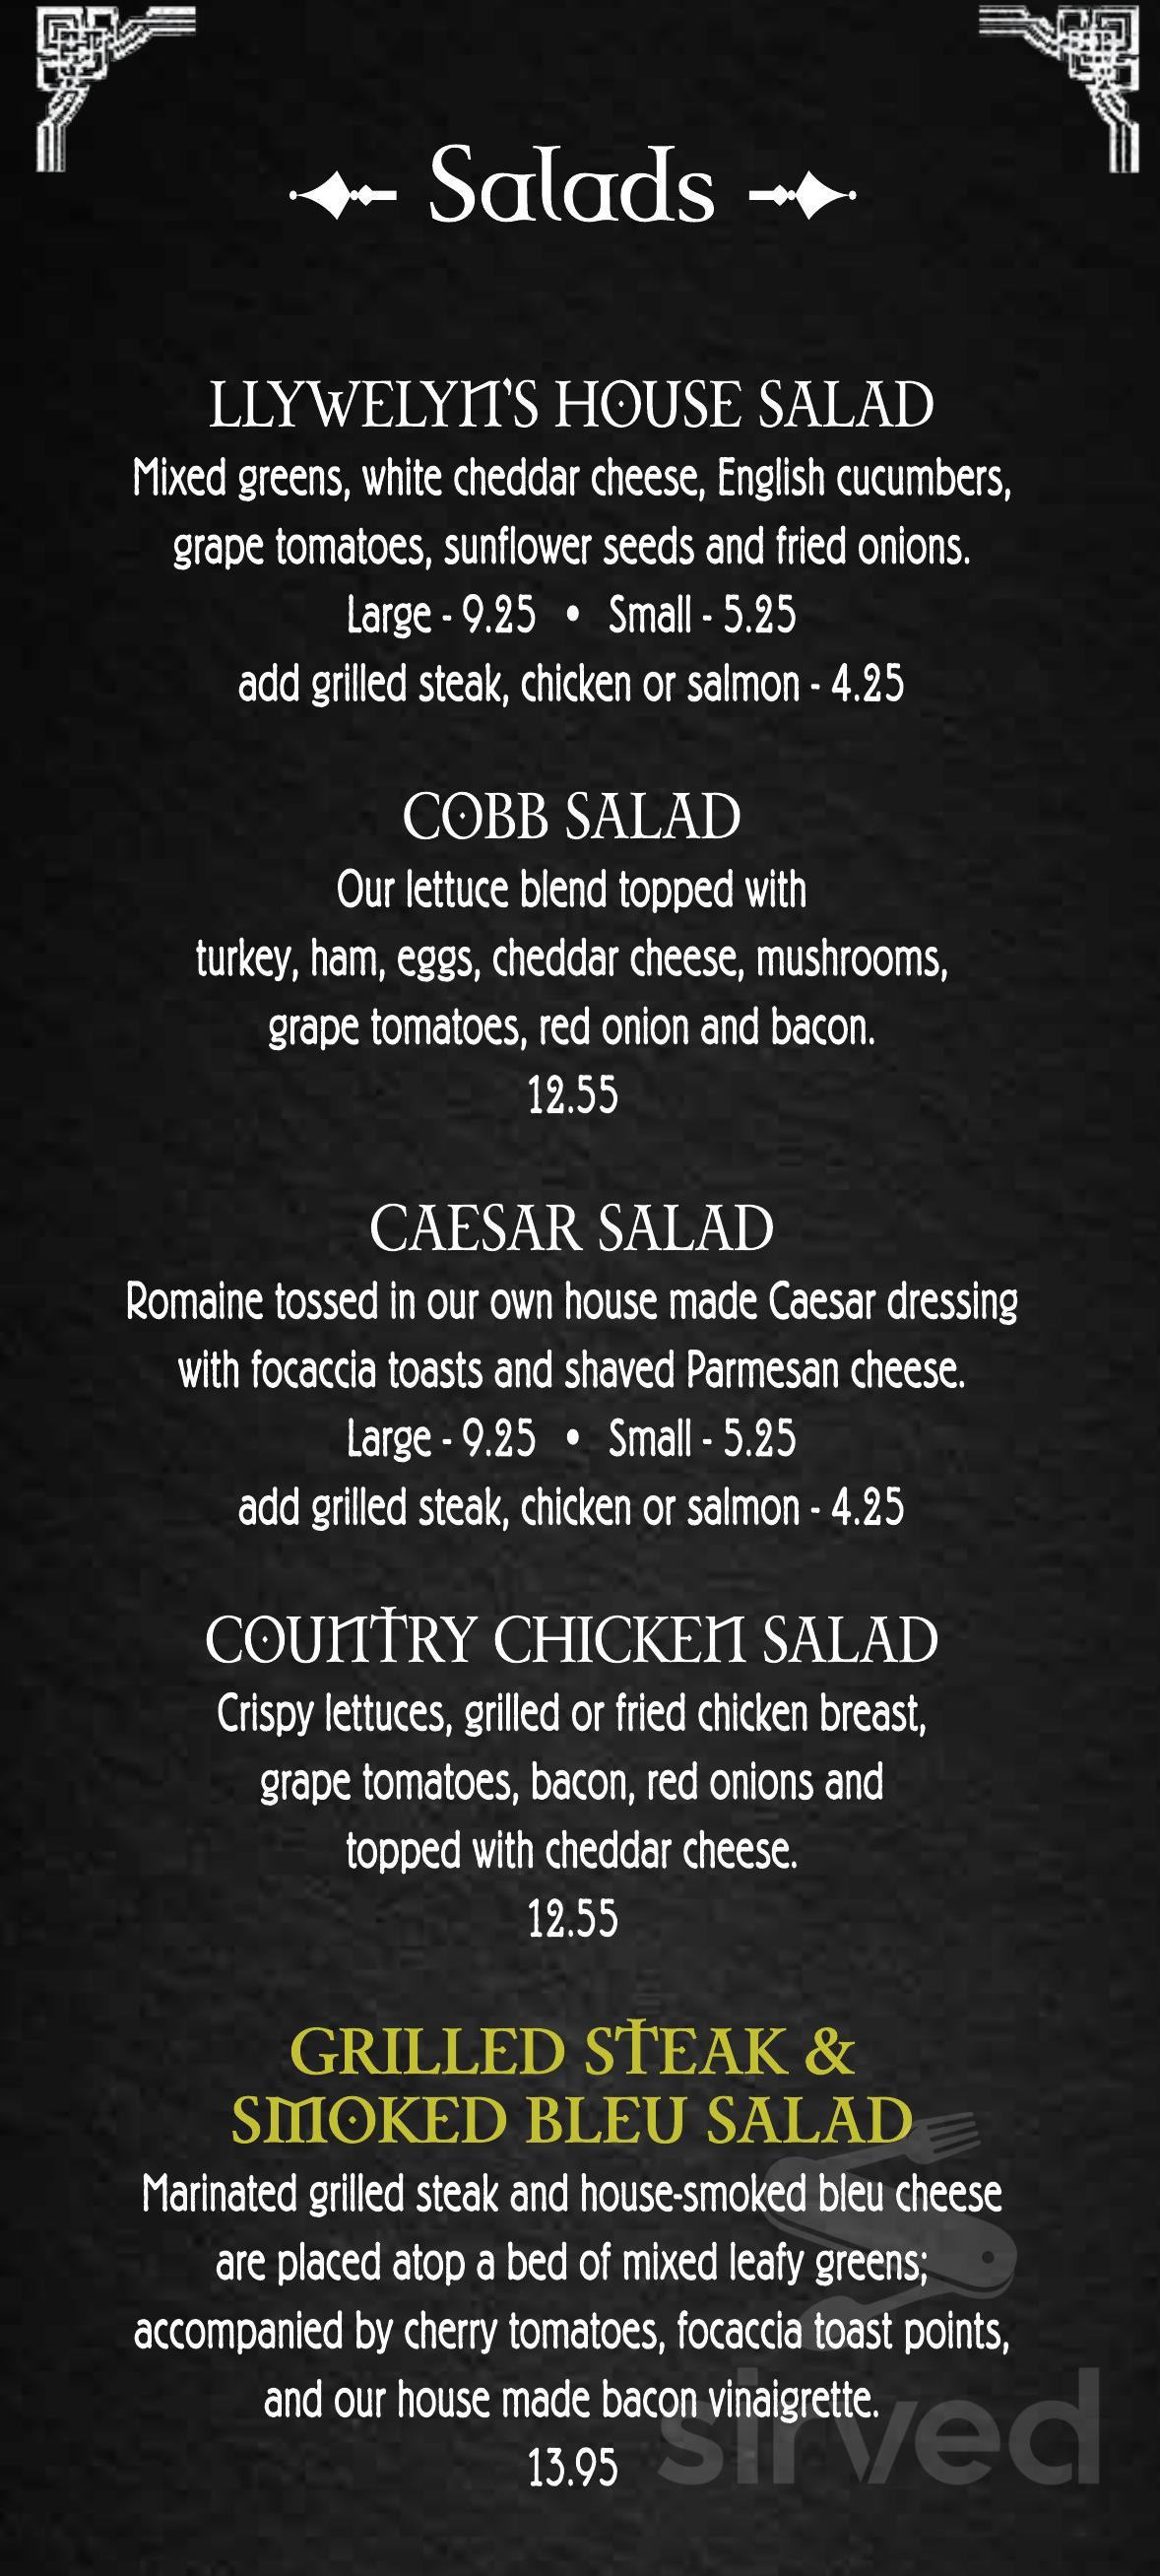 Salads
LLYWELYN'S HOUSE SALAD
Mixed greens, white cheddar cheese, English cucumbers,
grape tomatoes, sunflower seeds and fried onions.
Large - 9.25 • Small - 5.25
add grilled steak, chicken or salmon - 4.25
COBB SALAD
Our lettuce blend topped with
turkey, ham, eggs, cheddar cheese, mushrooms,
grape tomatoes, red onion and bacon.
12.55
CAESAR SALAD
Romaine tossed in our own house made Caesar dressing
with focaccia toasts and shaved Parmesan cheese.
Large - 9.25 • Small - 5.25
add grilled steak, chicken or salmon - 4.25
COUNTRY CHICKEN SALAD
Crispy lettuces, grilled or fried chicken breast,
grape tomatoes, bacon, red onions and
topped with cheddar cheese.
12.55
GRILLED STEAK &
SMOKED BLEU SALAD
Marinated grilled steak and house-smoked bleu cheese
are placed atop a bed of mixed leafy greens;
accompanied by cherry tomatoes, focaccia toast points,
and our house made bacon vinaigrette.
13.95
sirved